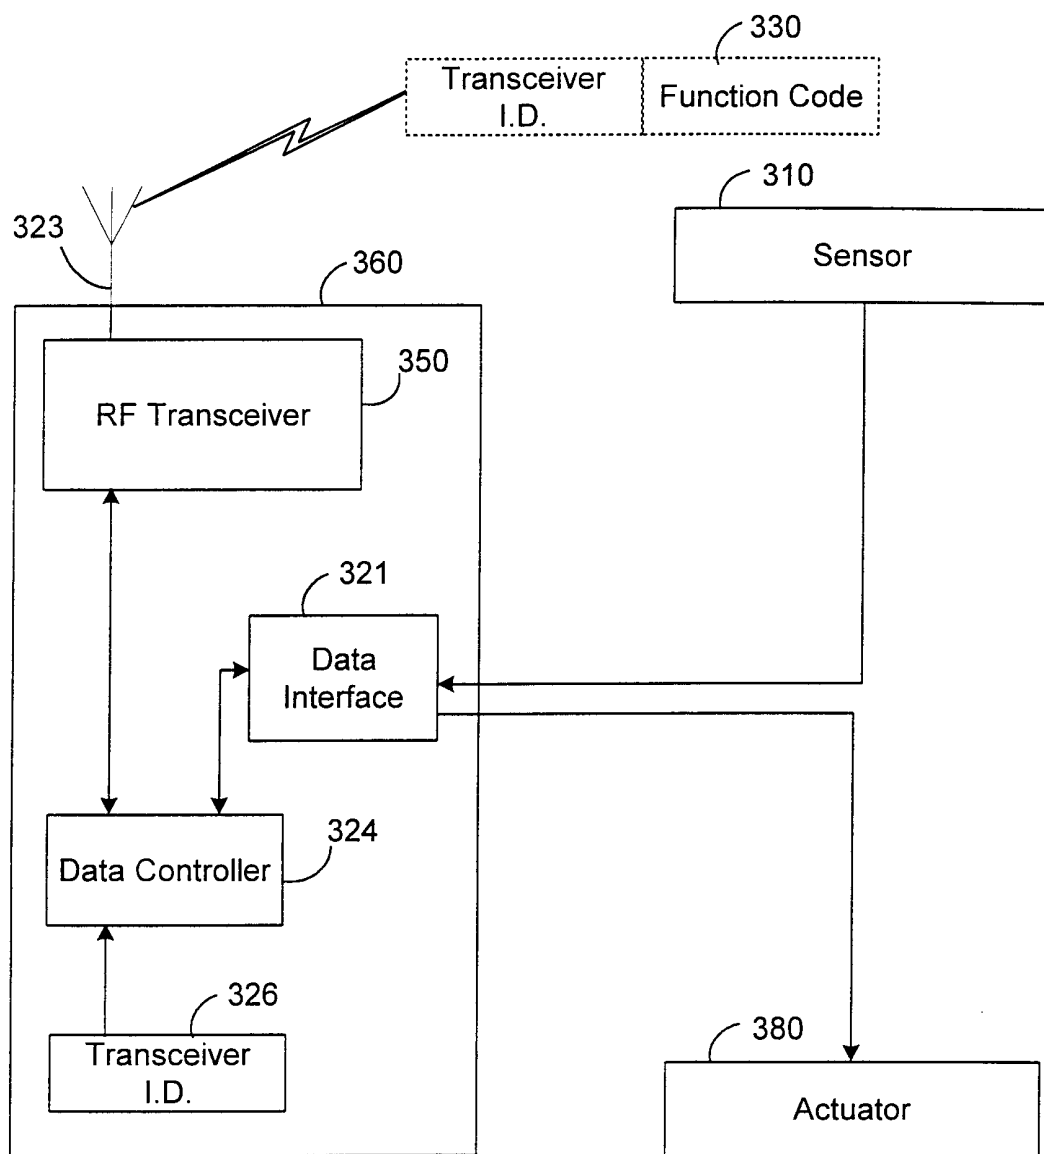 330
Transceiver
I.D.
Function Code
310
Sensor
323
360
350
RF Transceiver
321
Data
Interface
324
Data Controller
326
Transceiver
I.D.
380
Actuator